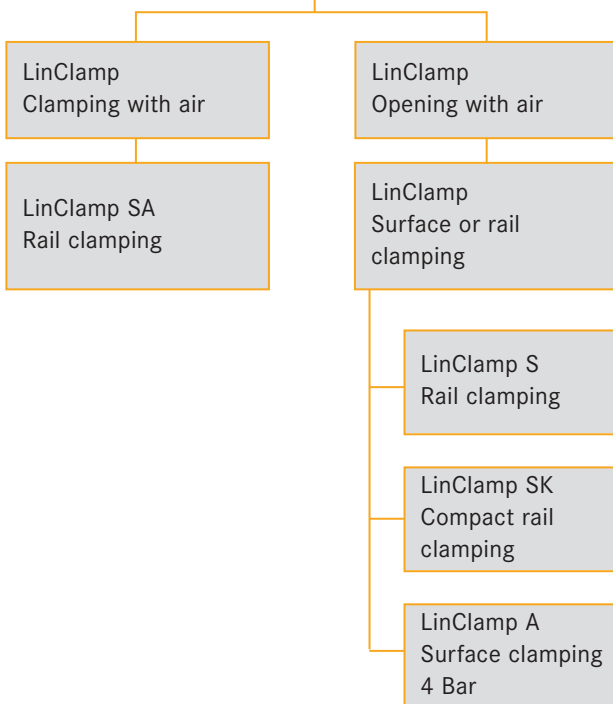 LinClamp
Clamping with air
LinClamp
Opening with air
LinClamp SA
Rail clamping
LinClamp
Surface or rail
clamping
LinClamp S
Rail clamping
LinClamp SK
Compact rail
clamping
LinClamp A
Surface clamping
4 Bar